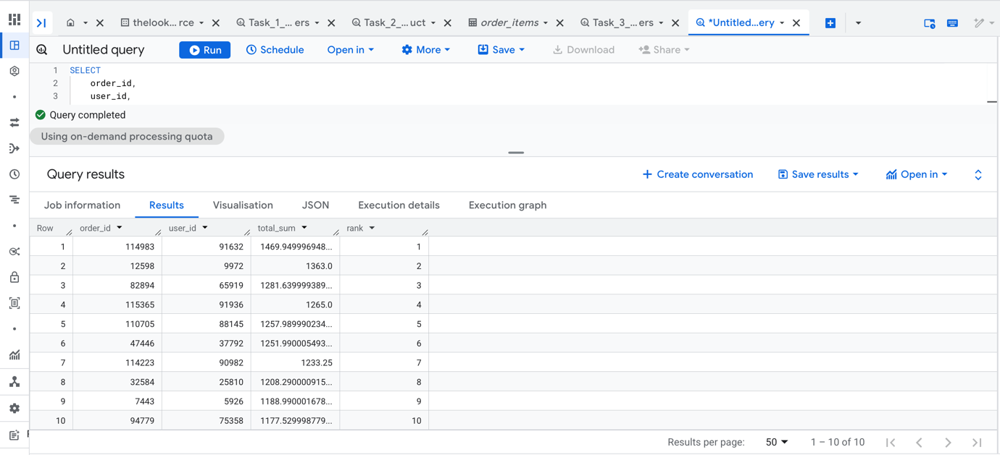 thelook... rce Task_1_... ers Task_2_...uct order_items Task_3_...ers *Untitled...ery
Untitled query Run Schedule Open in More Save Download Share
1 SELECT
2 order_id,
3 user_id,
Query completed
Using on-demand processing quota
Query results Create conversation Save results Open in
Job information Results Visualisation JSON Execution details Execution graph
Row order_id user_id total_sum rank
1 114983 91632 1469.949996948... 1
2 12598 9972 1363.0 2
3 82894 65919 1281.639999389... 3
4 115365 91936 1265.0 4
5 110705 88145 1257.989990234... 5
6 47446 37792 1251.990005493... 6
7 114223 90982 1233.25 7
8 32584 25810 1208.290000915... 8
9 7443 5926 1188.990001678... 9
10 94779 75358 1177.529998779... 10
Results per page: 50 1 – 10 of 10